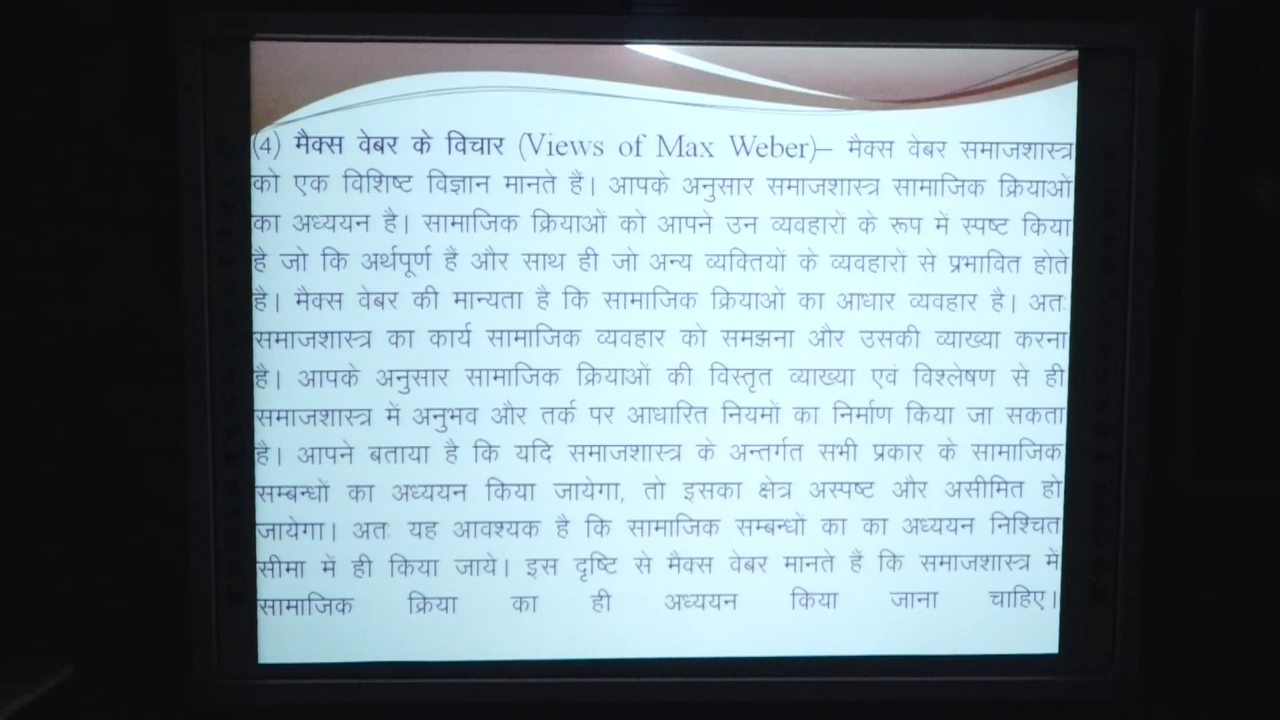 (4) मैक्स वेबर के विचार (Views of Max Weber)– मैक्स वेबर समाजशास्त्र
को एक विशिष्ट विज्ञान मानते हैं। आपके अनुसार समाजशास्त्र सामाजिक क्रियाओं
का अध्ययन है। सामाजिक क्रियाओं को आपने उन व्यवहारों के रूप में स्पष्ट किया
है जो कि अर्थपूर्ण हैं और साथ ही जो अन्य व्यक्तियों के व्यवहारों से प्रभावित होते
है। मैक्स वेबर की मान्यता है कि सामाजिक क्रियाओं का आधार व्यवहार है। अतः
समाजशास्त्र का कार्य सामाजिक व्यवहार को समझना और उसकी व्याख्या करना
है। आपके अनुसार सामाजिक क्रियाओं की विस्तृत व्याख्या एवं विश्लेषण से ही
समाजशास्त्र में अनुभव और तर्क पर आधारित नियमों का निर्माण किया जा सकता
है। आपने बताया है कि यदि समाजशास्त्र के अन्तर्गत सभी प्रकार के सामाजिक
सम्बन्धों का अध्ययन किया जायेगा, तो इसका क्षेत्र अस्पष्ट और असीमित हो
जायेगा। अतः यह आवश्यक है कि सामाजिक सम्बन्धों का का अध्ययन निश्चित
सीमा में ही किया जाये। इस दृष्टि से मैक्स वेबर मानते हैं कि समाजशास्त्र में
सामाजिक क्रिया का ही अध्ययन किया जाना चाहिए।